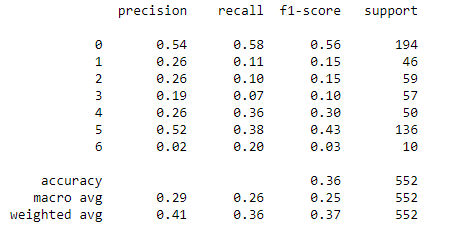 precision recall f1-score support
0 0.54 0.58 0.56 194
1 0.26 0.11 0.15 46
2 0.26 0.10 0.15 59
3 0.19 0.07 0.10 57
4 0.26 0.36 0.30 50
5 0.52 0.38 0.43 136
6 0.02 0.20 0.03 10
accuracy 0.36 552
macro avg 0.29 0.26 0.25 552
weighted avg 0.41 0.36 0.37 552